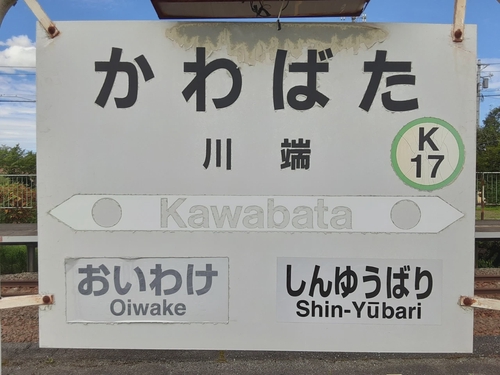 かわばた
川端
K
17
Kawabata
おいわけ
Oiwake
しんゆうばり
Shin-Yūbari